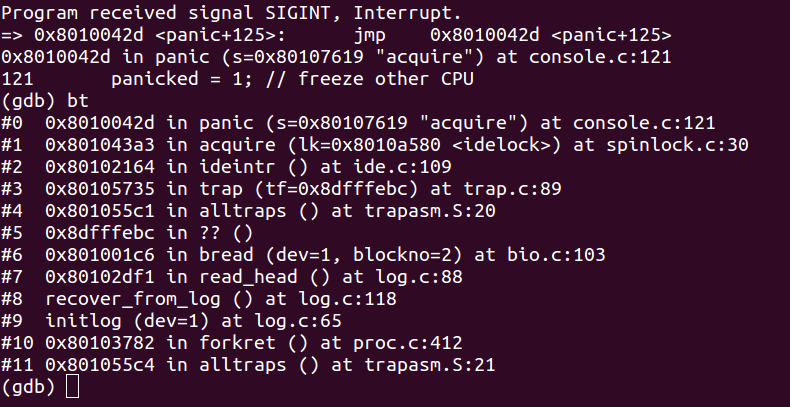 Program received signal SIGINT, Interrupt.
=> 0x8010042d <panic+125>:      jmp    0x8010042d <panic+125>
0x8010042d in panic (s=0x80107619 "acquire") at console.c:121
121       panicked = 1; // freeze other CPU
(gdb) bt
#0  0x8010042d in panic (s=0x80107619 "acquire") at console.c:121
#1  0x801043a3 in acquire (lk=0x8010a580 <idelock>) at spinlock.c:30
#2  0x80102164 in ideintr () at ide.c:109
#3  0x80105735 in trap (tf=0x8dfffebc) at trap.c:89
#4  0x801055c1 in alltraps () at trapasm.S:20
#5  0x8dfffebc in ?? ()
#6  0x801001c6 in bread (dev=1, blockno=2) at bio.c:103
#7  0x80102df1 in read_head () at log.c:88
#8  recover_from_log () at log.c:118
#9  initlog (dev=1) at log.c:65
#10 0x80103782 in forkret () at proc.c:412
#11 0x801055c4 in alltraps () at trapasm.S:21
(gdb)